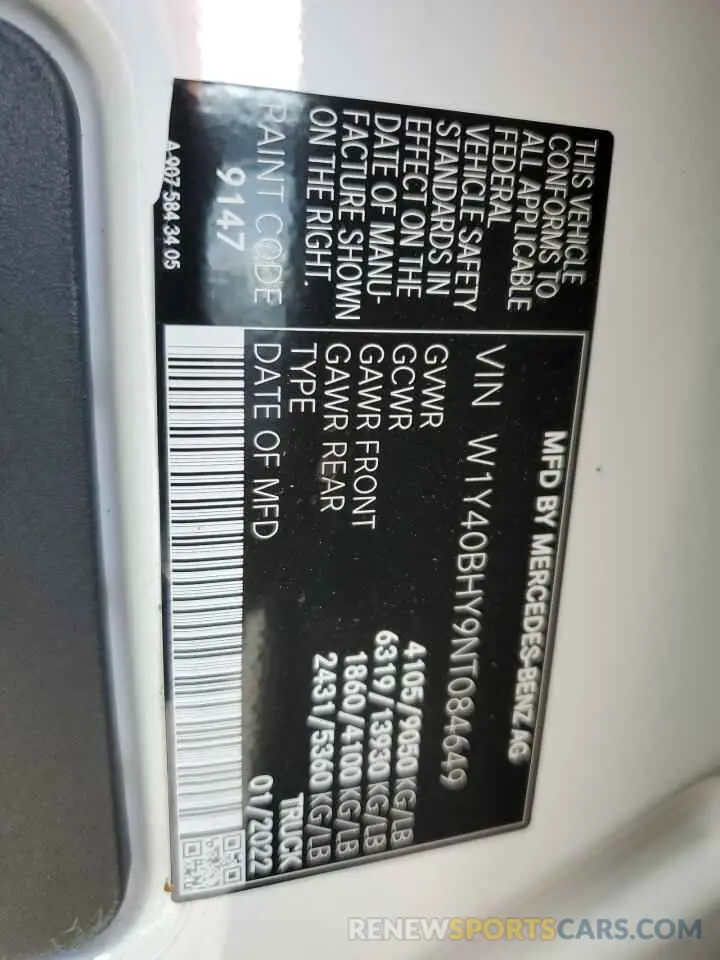 THIS VEHICLE
CONFORMS TO
ALL APPLICABLE
FEDERAL
VEHICLE SAFETY
STANDARDS IN
EFFECT ON THE
DATE OF MANU-
FACTURE SHOWN
ON THE RIGHT.
PAINT CODE
9147
A 907 584 34 05
MFD BY MERCEDES-BENZ AG
VIN W1Y40BHY9NT084649
GVWR 4105/9050 KG/LB
GCWR 6319/13930 KG/LB
GAWR FRONT 1860/4100 KG/LB
GAWR REAR 2431/5360 KG/LB
TYPE TRUCK
DATE OF MFD 01/2022
RENEWSPORTSCARS.COM